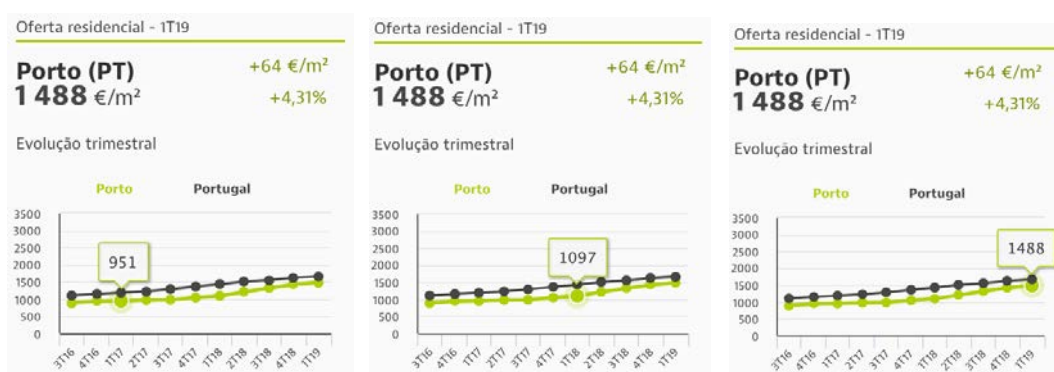 Oferta residencial - 1T19
Porto (PT)
+64 €/m²
1 488 €/m²
+4,31%
Evolução trimestral
Porto Portugal
3500
3000
2500
2000
1500
1000
500
0
951
3T16 4T16 1T17 2T17 3T17 4T17 1T18 2T18 3T18 4T18 1T19
Oferta residencial - 1T19
Porto (PT)
+64 €/m²
1 488 €/m²
+4,31%
Evolução trimestral
Porto Portugal
3500
3000
2500
2000
1500
1000
500
0
1097
3T16 4T16 1T17 2T17 3T17 4T17 1T18 2T18 3T18 4T18 1T19
Oferta residencial - 1T19
Porto (PT)
+64 €/m²
1 488 €/m²
+4,31%
Evolução trimestral
Porto Portugal
3500
3000
2500
2000
1500
1000
500
0
1488
3T16 4T16 1T17 2T17 3T17 4T17 1T18 2T18 3T18 4T18 1T19